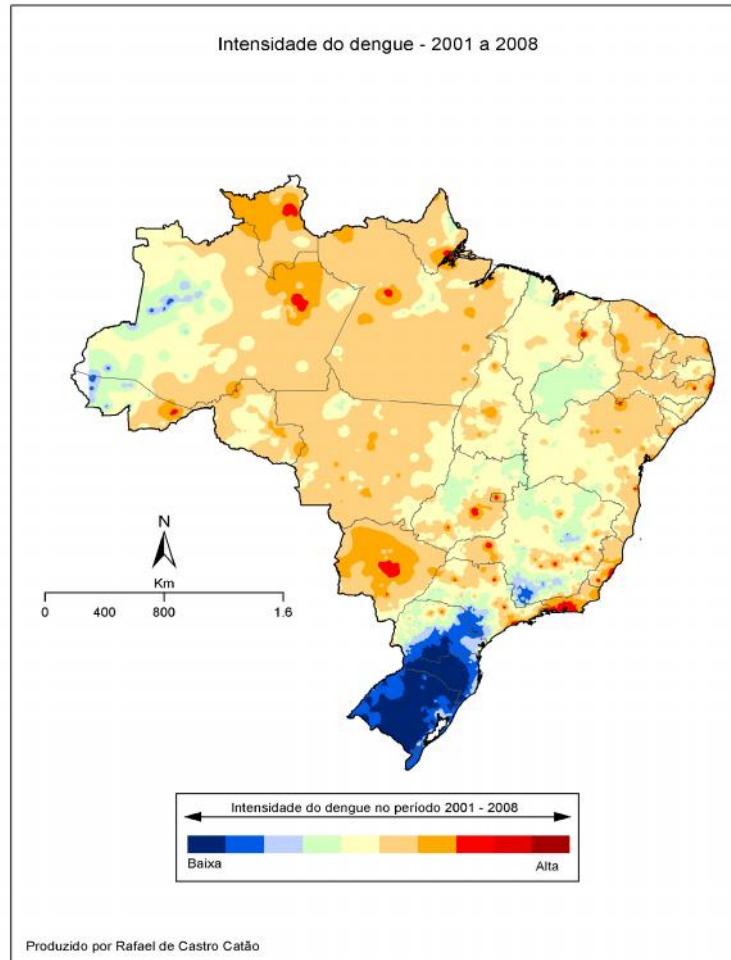 Intensidade do dengue - 2001 a 2008
N
Km
0 400 800 1.6
Intensidade do dengue no período 2001 - 2008
Baixa Alta
Produzido por Rafael de Castro Catão